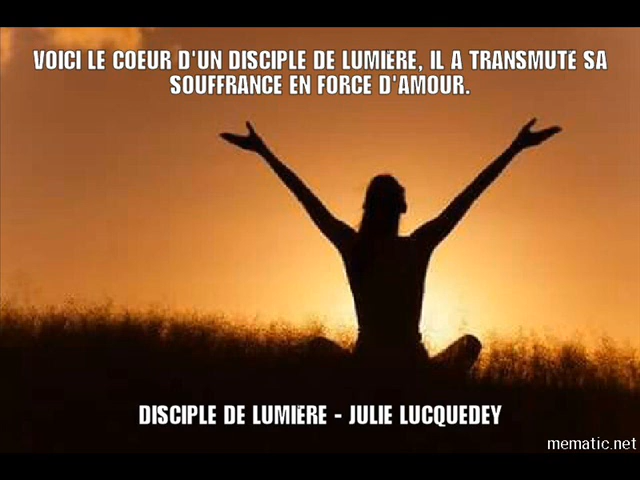 VOICI LE COEUR D'UN DISCIPLE DE LUMIERE, IL A TRANSMUTE SA
SOUFFRANCE EN FORCE D'AMOUR.
DISCIPLE DE LUMIERE - JULIE LUCQUEDEY
mematic.net